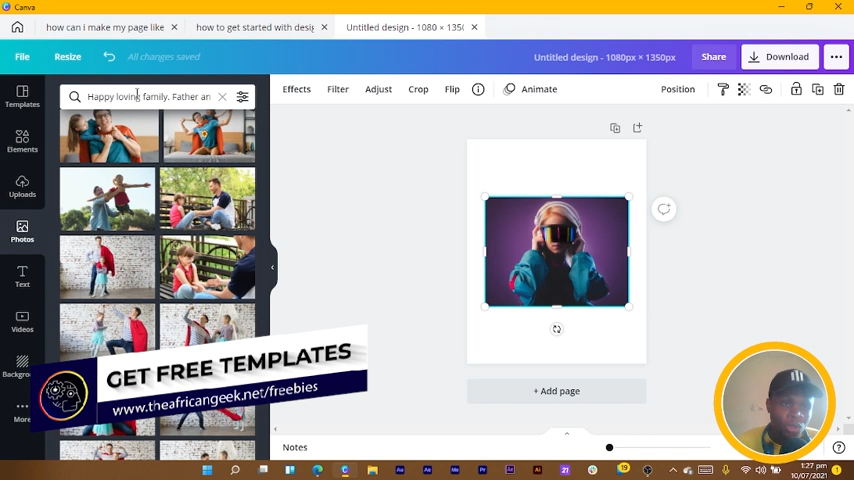 Canva
how can i make my page like
how to get started with desig
Untitled design - 1080 × 135(
File
Resize
All changes saved
Untitled design - 1080px × 1350px
Share
Download
Templates
Elements
Uploads
Photos
Text
Videos
Backgro
More
Happy loving family. Father an
Effects
Filter
Adjust
Crop
Flip
Animate
Position
+ Add page
Notes
GET FREE TEMPLATES
www.theafricangeek.net/freebies
1:27 pm
10/07/2021